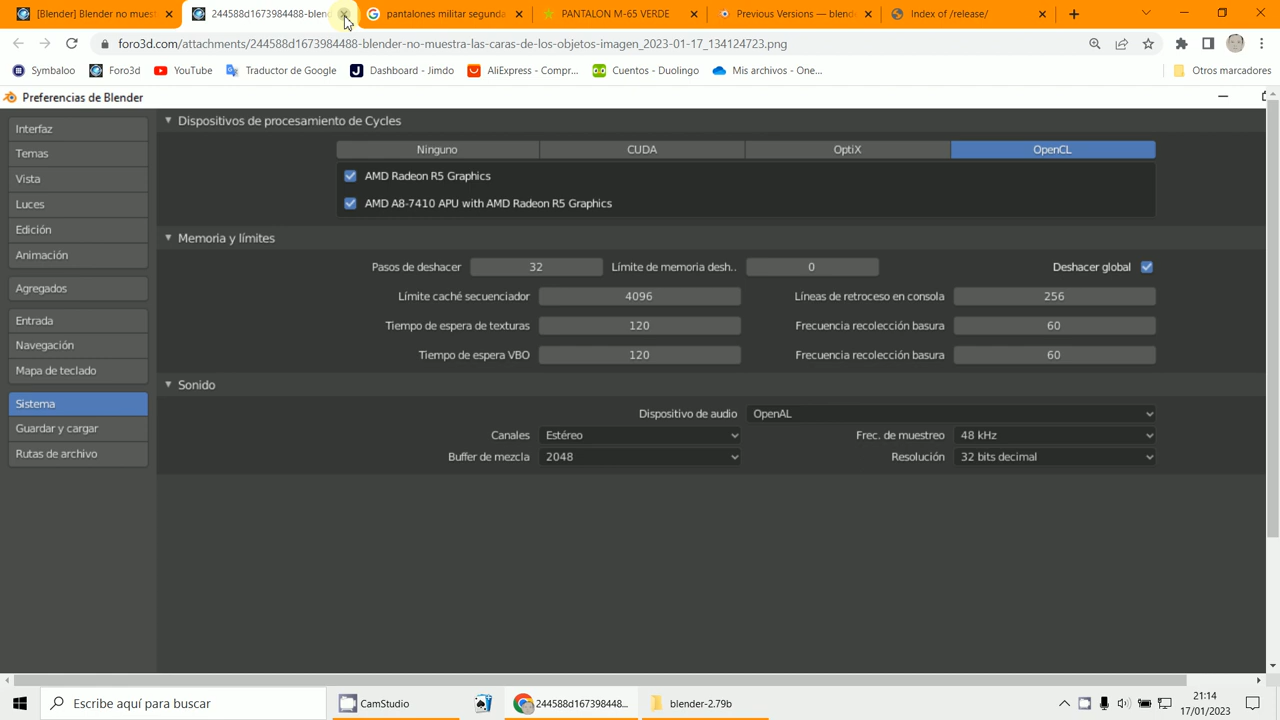 [Blender] Blender no muest
244588d1673984488-blend
pantalones militar segunda
PANTALON M-65 VERDE
Previous Versions — blende
Index of /release/
foro3d.com/attachments/244588d1673984488-blender-no-muestra-las-caras-de-los-objetos-imagen_2023-01-17_134124723.png
Symbaloo
Foro3d
YouTube
Traductor de Google
Dashboard - Jimdo
AliExpress - Compr...
Cuentos - Duolingo
Mis archivos - One...
Otros marcadores
Preferencias de Blender
Interfaz
Temas
Vista
Luces
Edición
Animación
Agregados
Entrada
Navegación
Mapa de teclado
Sistema
Guardar y cargar
Rutas de archivo
Dispositivos de procesamiento de Cycles
Ninguno
CUDA
OptiX
OpenCL
AMD Radeon R5 Graphics
AMD A8-7410 APU with AMD Radeon R5 Graphics
Memoria y límites
Pasos de deshacer
32
Límite de memoria desh..
0
Deshacer global
Límite caché secuenciador
4096
Líneas de retroceso en consola
256
Tiempo de espera de texturas
120
Frecuencia recolección basura
60
Tiempo de espera VBO
120
Frecuencia recolección basura
60
Sonido
Dispositivo de audio
OpenAL
Canales
Estéreo
Frec. de muestreo
48 kHz
Buffer de mezcla
2048
Resolución
32 bits decimal
Escribe aquí para buscar
CamStudio
244588d167398448...
blender-2.79b
21:14
17/01/2023